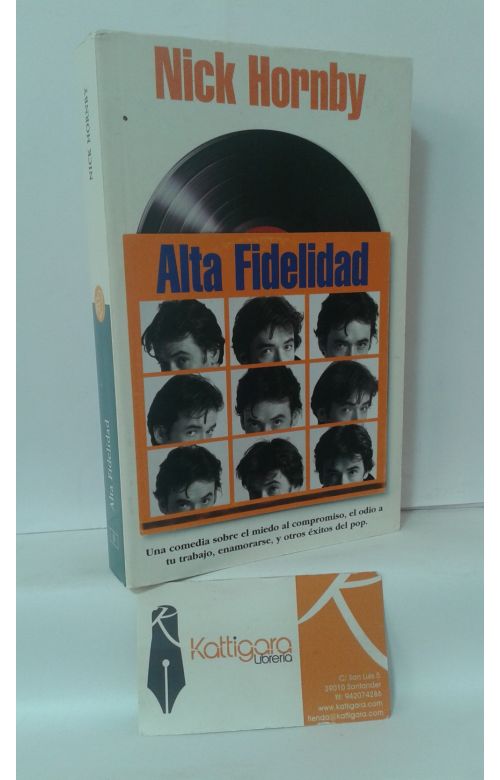 Nick Hornby
Alta Fidelidad
Una comedia sobre el miedo al compromiso, el odio a
tu trabajo, enamorarse, y otros éxitos del pop.
NICK HORNBY
Alta Fidelidad
Kattigara
Librería
C/ San Luis 5
39010 Santander
tlf: 942074286
www.kattigara.com
tienda@kattigara.com